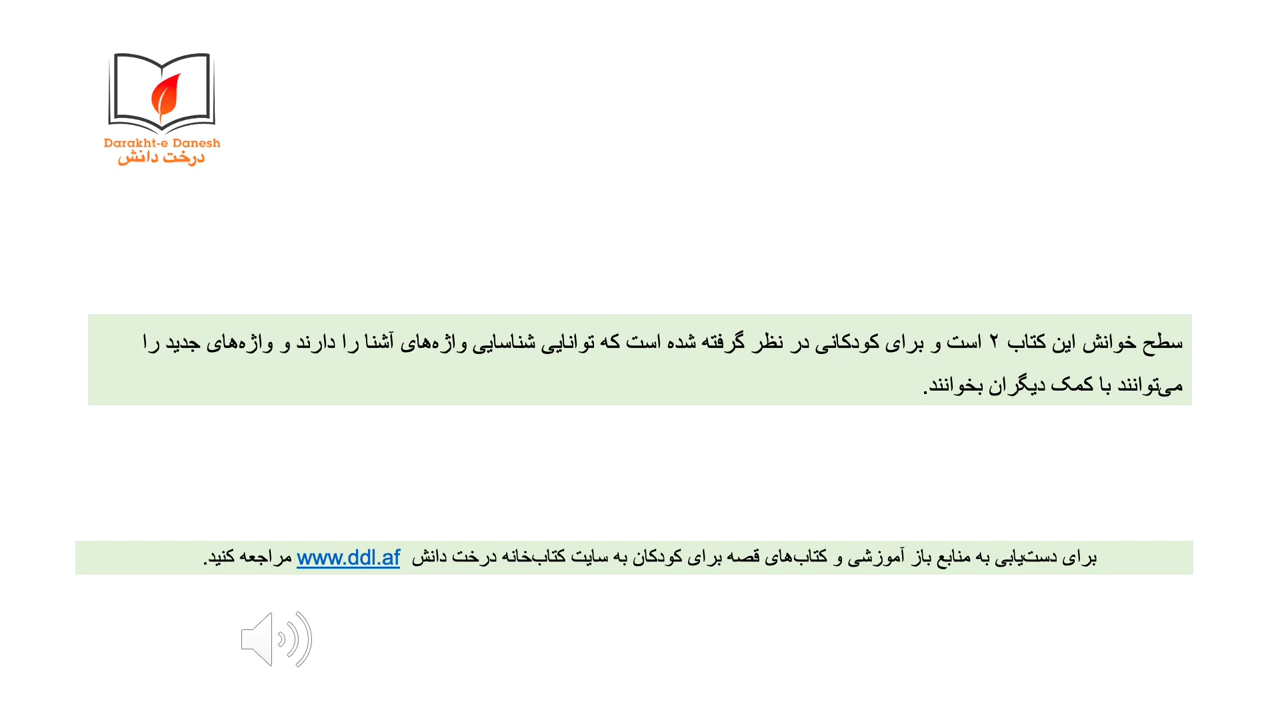 Darakht-e Danesh
درخت دانش
سطح خوانش این کتاب ۲ است و برای کودکانی در نظر گرفته شده است که توانایی شناسایی واژه‌های آشنا را دارند و واژه‌های جدید را
می‌توانند با کمک دیگران بخوانند.
برای دست‌یابی به منابع باز آموزشی و کتاب‌های قصه برای کودکان به سایت کتاب‌خانه درخت دانش www.ddl.af مراجعه کنید.